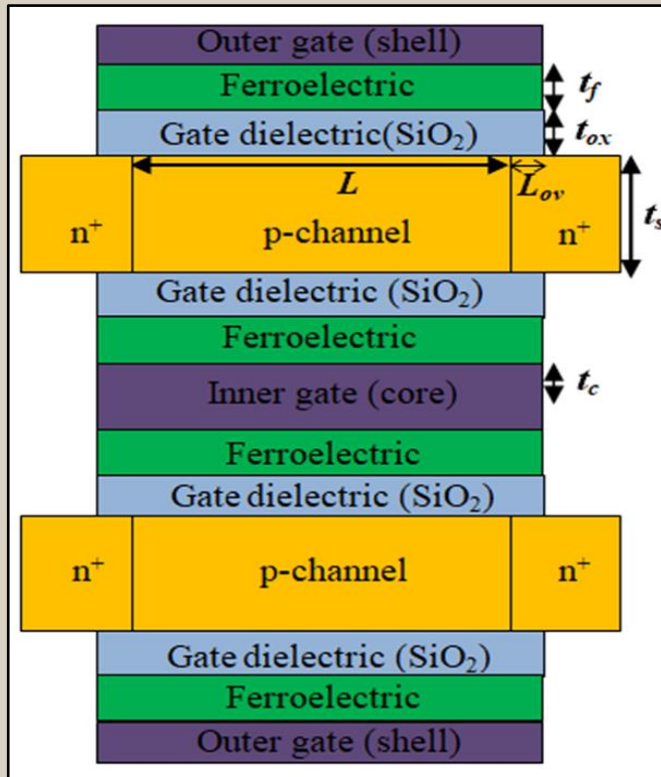 Outer gate (shell)
Ferroelectric
t_f
Gate dielectric(SiO₂)
t_ox
L
L_ov
n⁺
p-channel
n⁺
t_s
Gate dielectric (SiO₂)
Ferroelectric
Inner gate (core)
t_c
Ferroelectric
Gate dielectric (SiO₂)
n⁺
p-channel
n⁺
Gate dielectric (SiO₂)
Ferroelectric
Outer gate (shell)